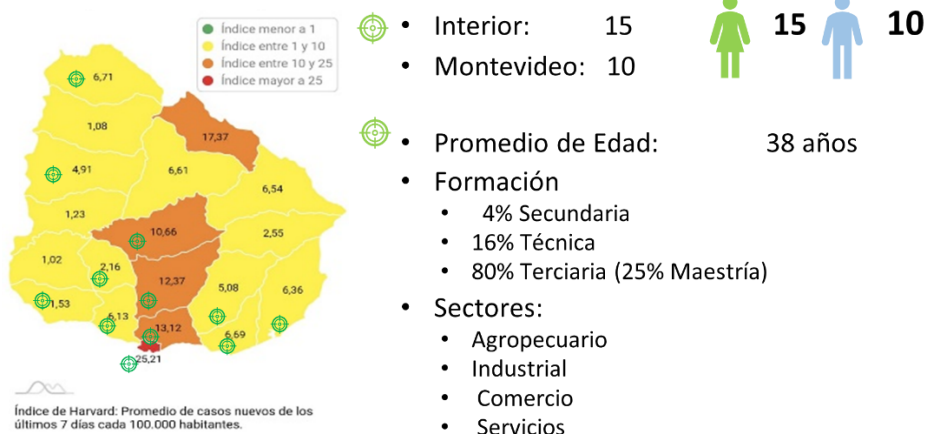 Índice menor a 1
Índice entre 1 y 10
Índice entre 10 y 25
Índice mayor a 25
6,71
1,08
17,37
4,91
6,61
6,54
1,23
10,66
2,55
1,02
2,16
12,37
5,08
6,36
1,53
6,13
13,12
6,69
25,21
Índice de Harvard: Promedio de casos nuevos de los
últimos 7 días cada 100.000 habitantes.
• Interior: 15
• Montevideo: 10
15 10
• Promedio de Edad: 38 años
• Formación
• 4% Secundaria
• 16% Técnica
• 80% Terciaria (25% Maestría)
• Sectores:
• Agropecuario
• Industrial
• Comercio
• Servicios